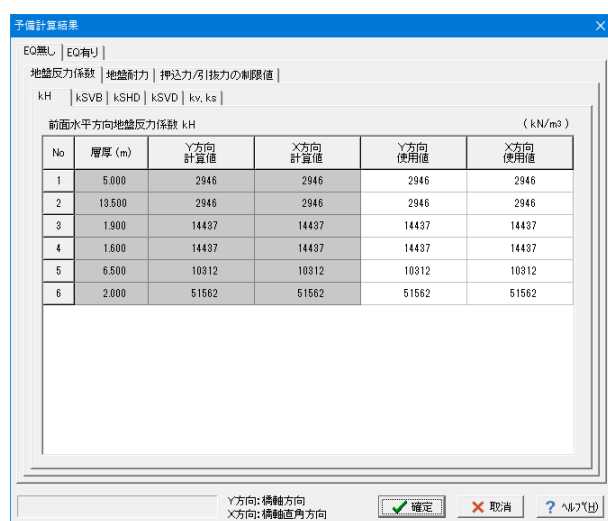 予備計算結果
EQ無し EQ有り
地盤反力係数 地盤耐力 押込力/引抜力の制限値
kH kSVB kSHD kSVD kv, ks
前面水平方向地盤反力係数 kH (kN/m3)
No 層厚 (m) Y方向 計算値 X方向 計算値 Y方向 使用値 X方向 使用値
1 5.000 2946 2946 2946 2946
2 13.500 2946 2946 2946 2946
3 1.900 14437 14437 14437 14437
4 1.600 14437 14437 14437 14437
5 6.500 10312 10312 10312 10312
6 2.000 51562 51562 51562 51562
Y方向:橋軸方向
X方向:橋軸直角方向
確定 取消 ? ヘルプ(H)